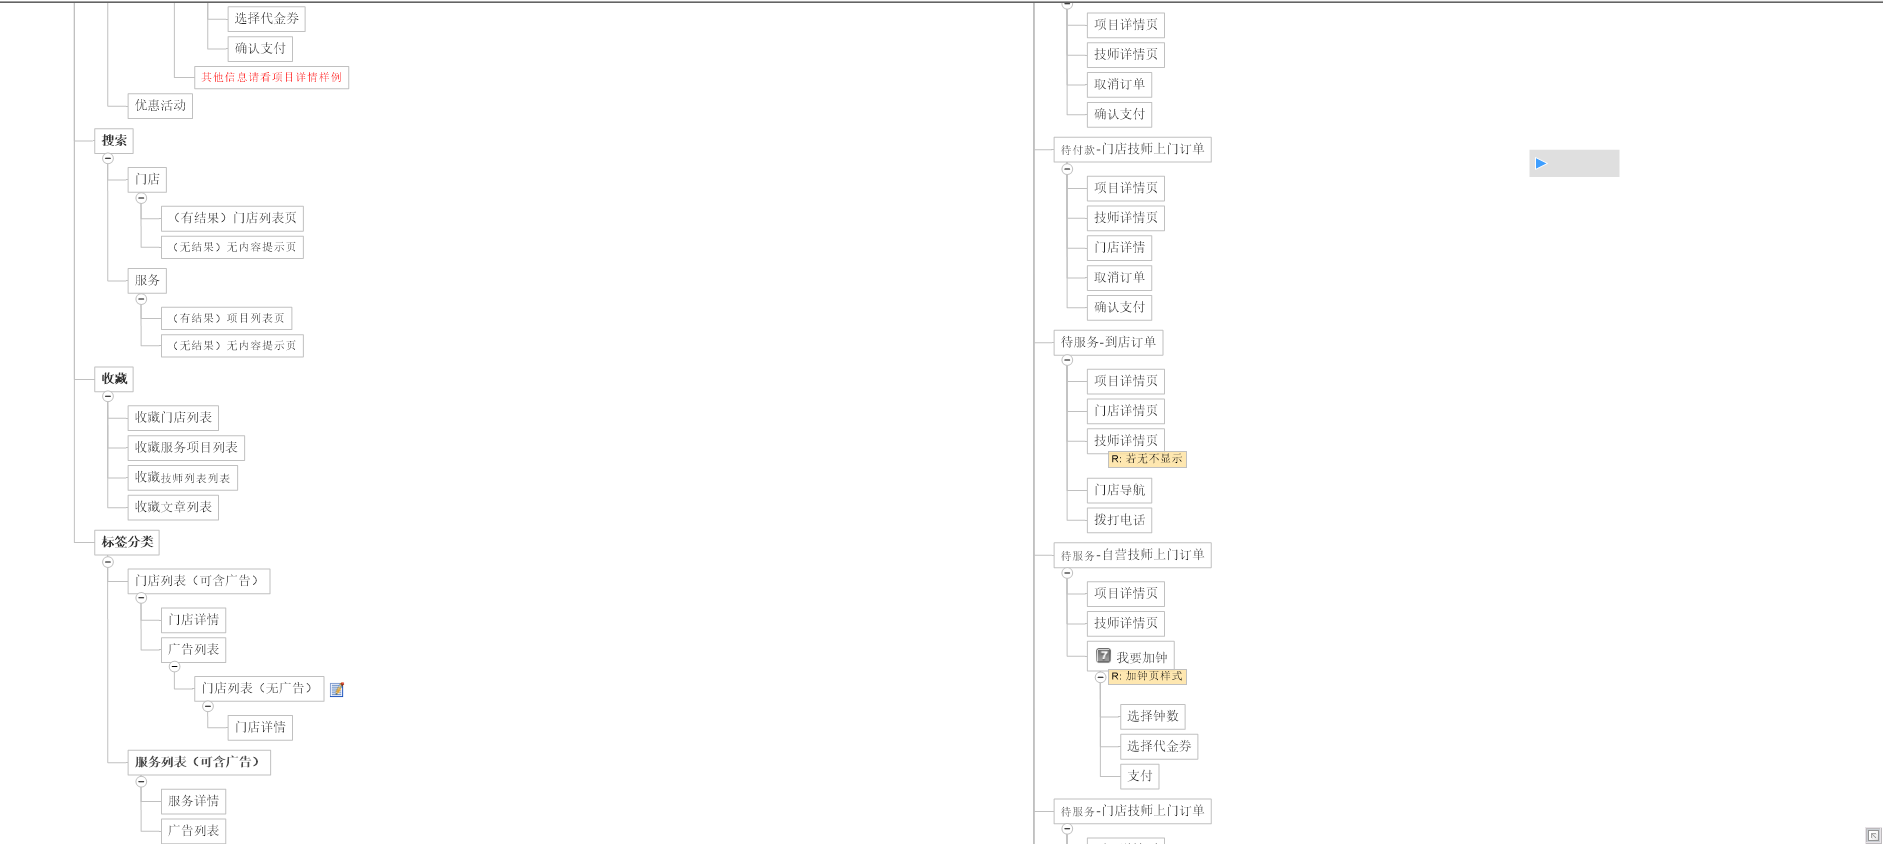 选择代金券
确认支付
其他信息请看项目详情样例
优惠活动
搜索
门店
（有结果）门店列表页
（无结果）无内容提示页
服务
（有结果）项目列表页
（无结果）无内容提示页
收藏
收藏门店列表
收藏服务项目列表
收藏技师列表列表
收藏文章列表
标签分类
门店列表（可含广告）
门店详情
广告列表
门店列表（无广告）
门店详情
服务列表（可含广告）
服务详情
广告列表
项目详情页
技师详情页
取消订单
确认支付
待付款-门店技师上门订单
项目详情页
技师详情页
门店详情
取消订单
确认支付
待服务-到店订单
项目详情页
门店详情页
技师详情页
R: 若无不显示
门店导航
拨打电话
待服务-自营技师上门订单
项目详情页
技师详情页
7 我要加钟
R: 加钟页样式
选择钟数
选择代金券
支付
待服务-门店技师上门订单